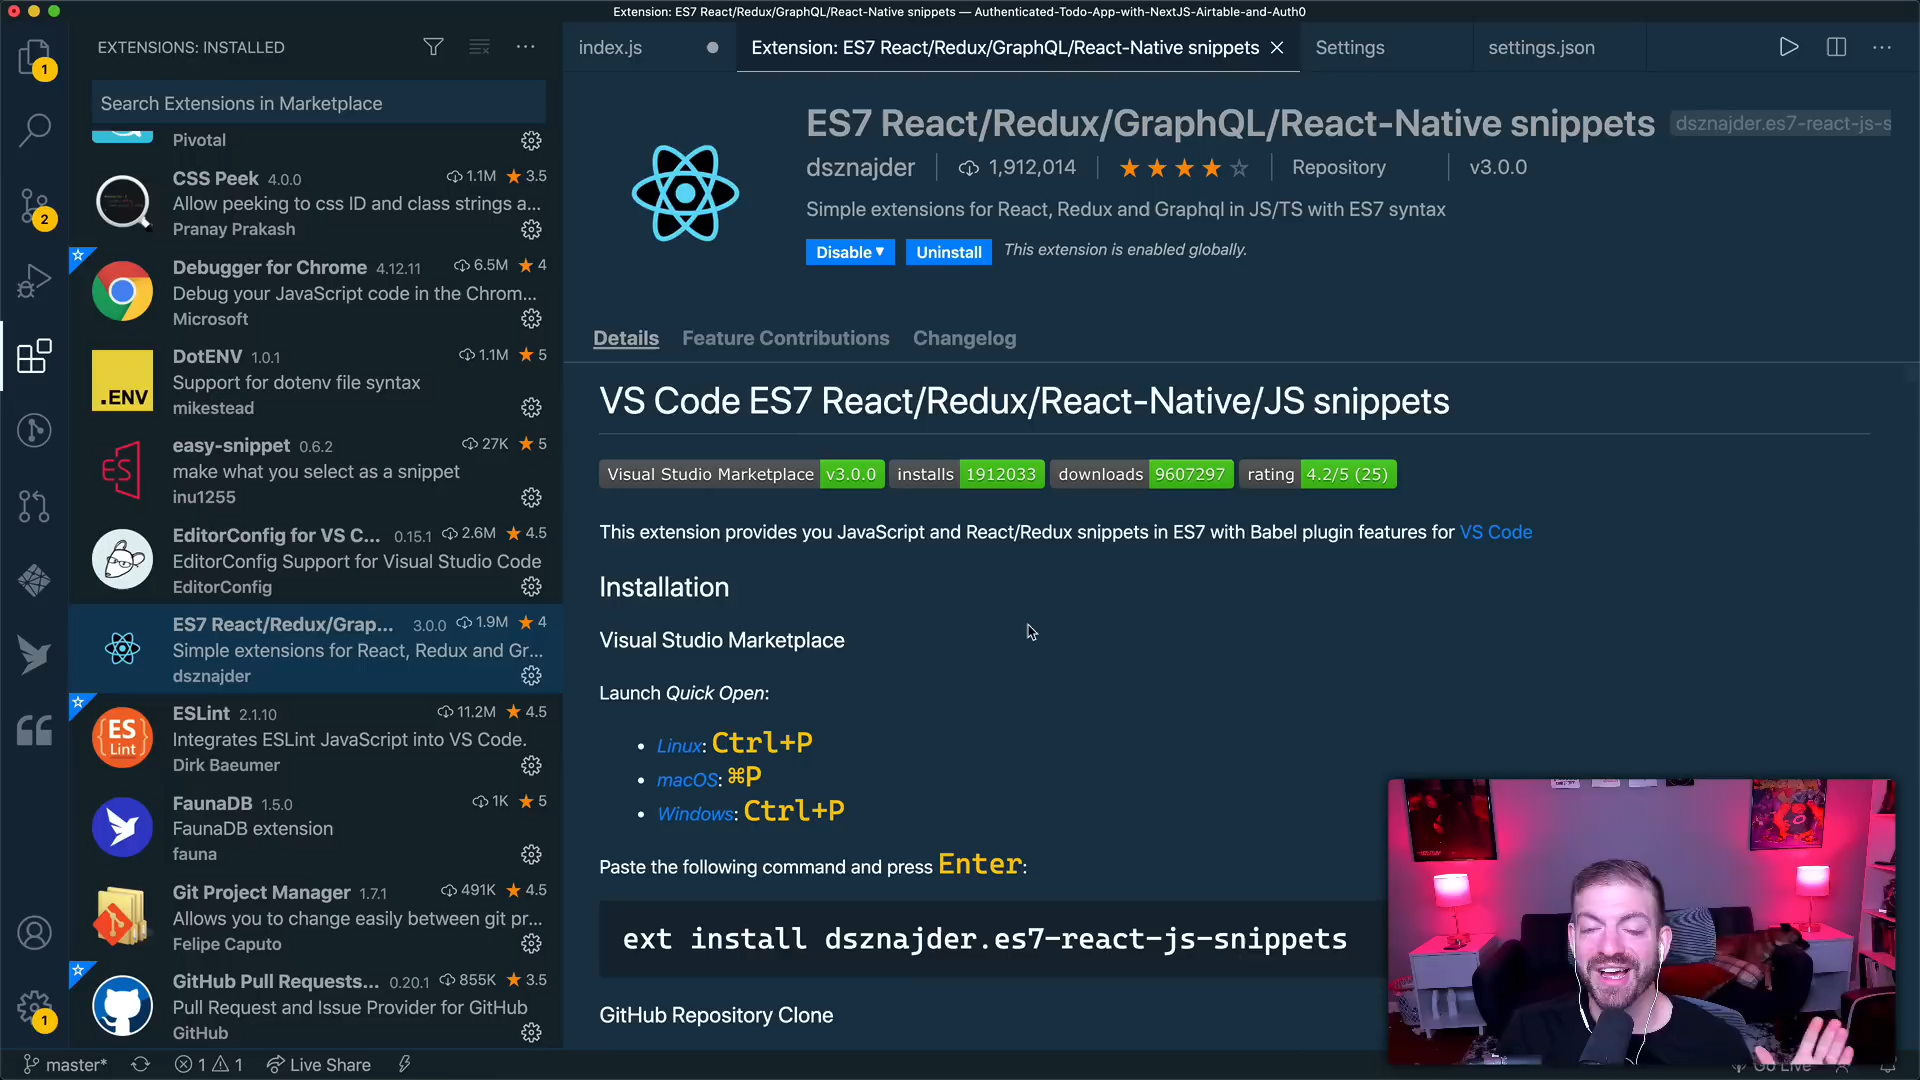 Extension: ES7 React/Redux/GraphQL/React-Native snippets — Authenticated-Todo-App-with-NextJS-Airtable-and-Auth0
EXTENSIONS: INSTALLED
Search Extensions in Marketplace
Pivotal
CSS Peek 4.0.0 1.1M 3.5
Allow peeking to css ID and class strings a...
Pranay Prakash
Debugger for Chrome 4.12.11 6.5M 4
Debug your JavaScript code in the Chrom...
Microsoft
DotENV 1.0.1 1.1M 5
Support for dotenv file syntax
mikestead
.ENV
easy-snippet 0.6.2 27K 5
make what you select as a snippet
inu1255
ES
EditorConfig for VS C... 0.15.1 2.6M 4.5
EditorConfig Support for Visual Studio Code
EditorConfig
ES7 React/Redux/Grap... 3.0.0 1.9M 4
Simple extensions for React, Redux and Gr...
dsznajder
ESLint 2.1.10 11.2M 4.5
Integrates ESLint JavaScript into VS Code.
Dirk Baeumer
ES
Lint
FaunaDB 1.5.0 1K 5
FaunaDB extension
fauna
Git Project Manager 1.7.1 491K 4.5
Allows you to change easily between git pr...
Felipe Caputo
GitHub Pull Requests... 0.20.1 855K 3.5
Pull Request and Issue Provider for GitHub
GitHub
1
2
1
index.js Extension: ES7 React/Redux/GraphQL/React-Native snippets Settings settings.json
ES7 React/Redux/GraphQL/React-Native snippets dsznajder.es7-react-js-s
dsznajder 1,912,014 Repository v3.0.0
Simple extensions for React, Redux and Graphql in JS/TS with ES7 syntax
Disable Uninstall This extension is enabled globally.
Details Feature Contributions Changelog
VS Code ES7 React/Redux/React-Native/JS snippets
Visual Studio Marketplace v3.0.0 installs 1912033 downloads 9607297 rating 4.2/5 (25)
This extension provides you JavaScript and React/Redux snippets in ES7 with Babel plugin features for VS Code
Installation
Visual Studio Marketplace
Launch Quick Open:
• Linux: Ctrl+P
• macOS: ⌘P
• Windows: Ctrl+P
Paste the following command and press Enter:
ext install dsznajder.es7-react-js-snippets
GitHub Repository Clone
master* 1 1 Live Share
Go Live